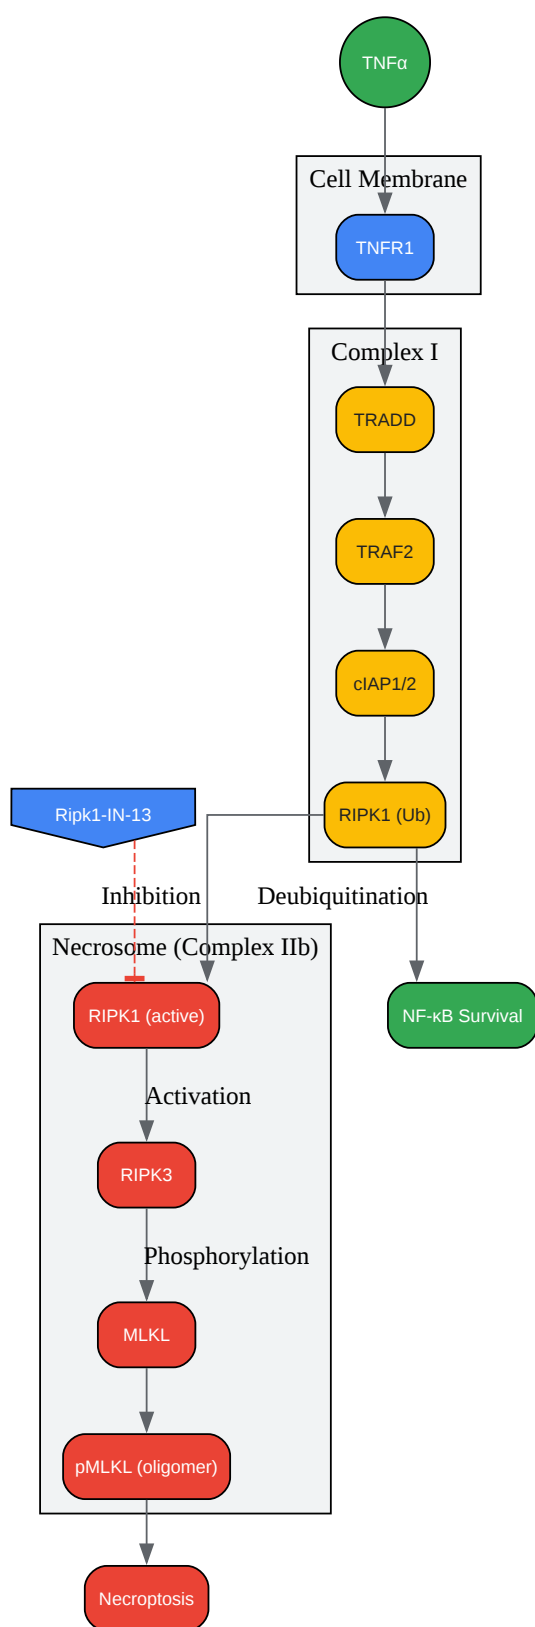 TNFα
Cell Membrane
TNFR1
Complex I
TRADD
TRAF2
cIAP1/2
Ripk1-IN-13
RIPK1 (Ub)
Inhibition
Deubiquitination
Necrosome (Complex IIb)
RIPK1 (active)
NF-κB Survival
Activation
RIPK3
Phosphorylation
MLKL
pMLKL (oligomer)
Necroptosis